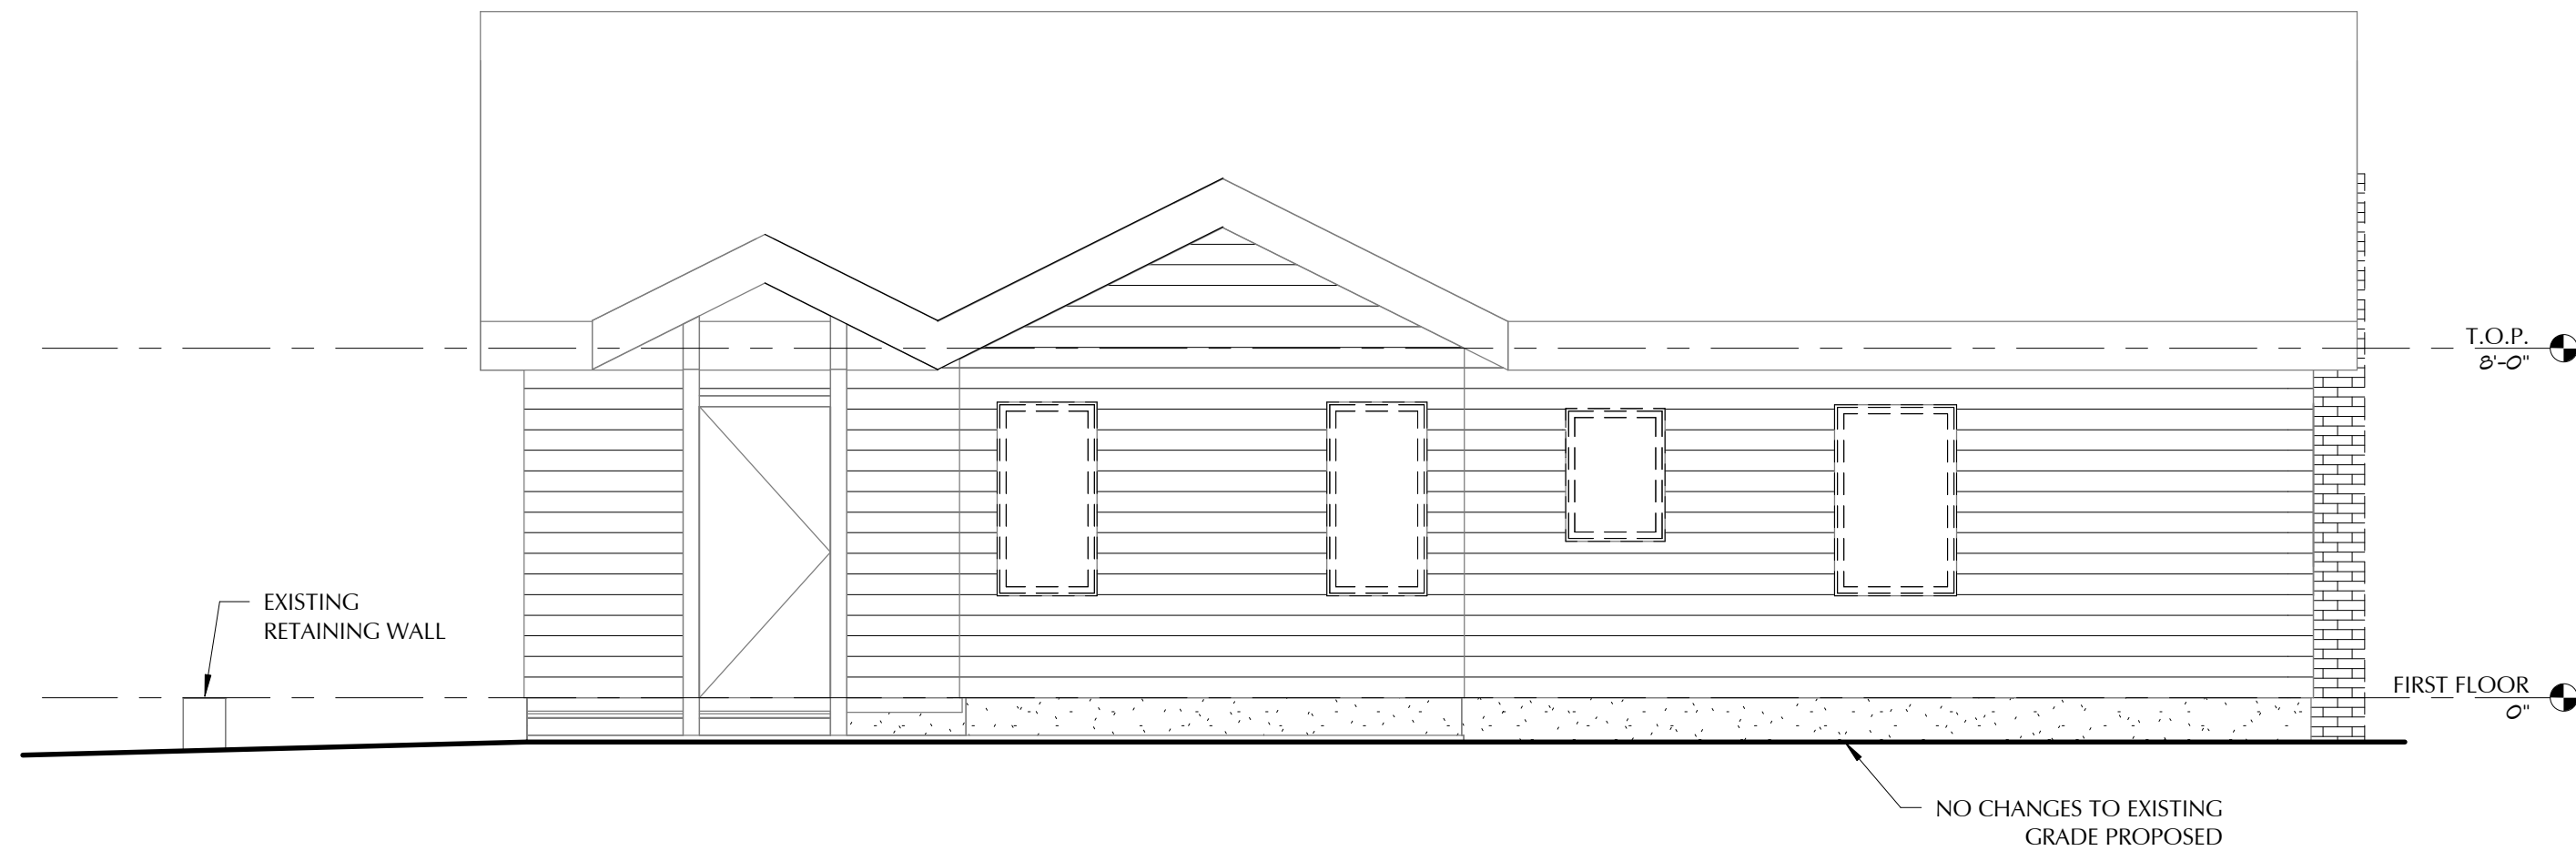 T.O.P.
8'-0"
EXISTING
RETAINING WALL
FIRST FLOOR
0"
NO CHANGES TO EXISTING
GRADE PROPOSED